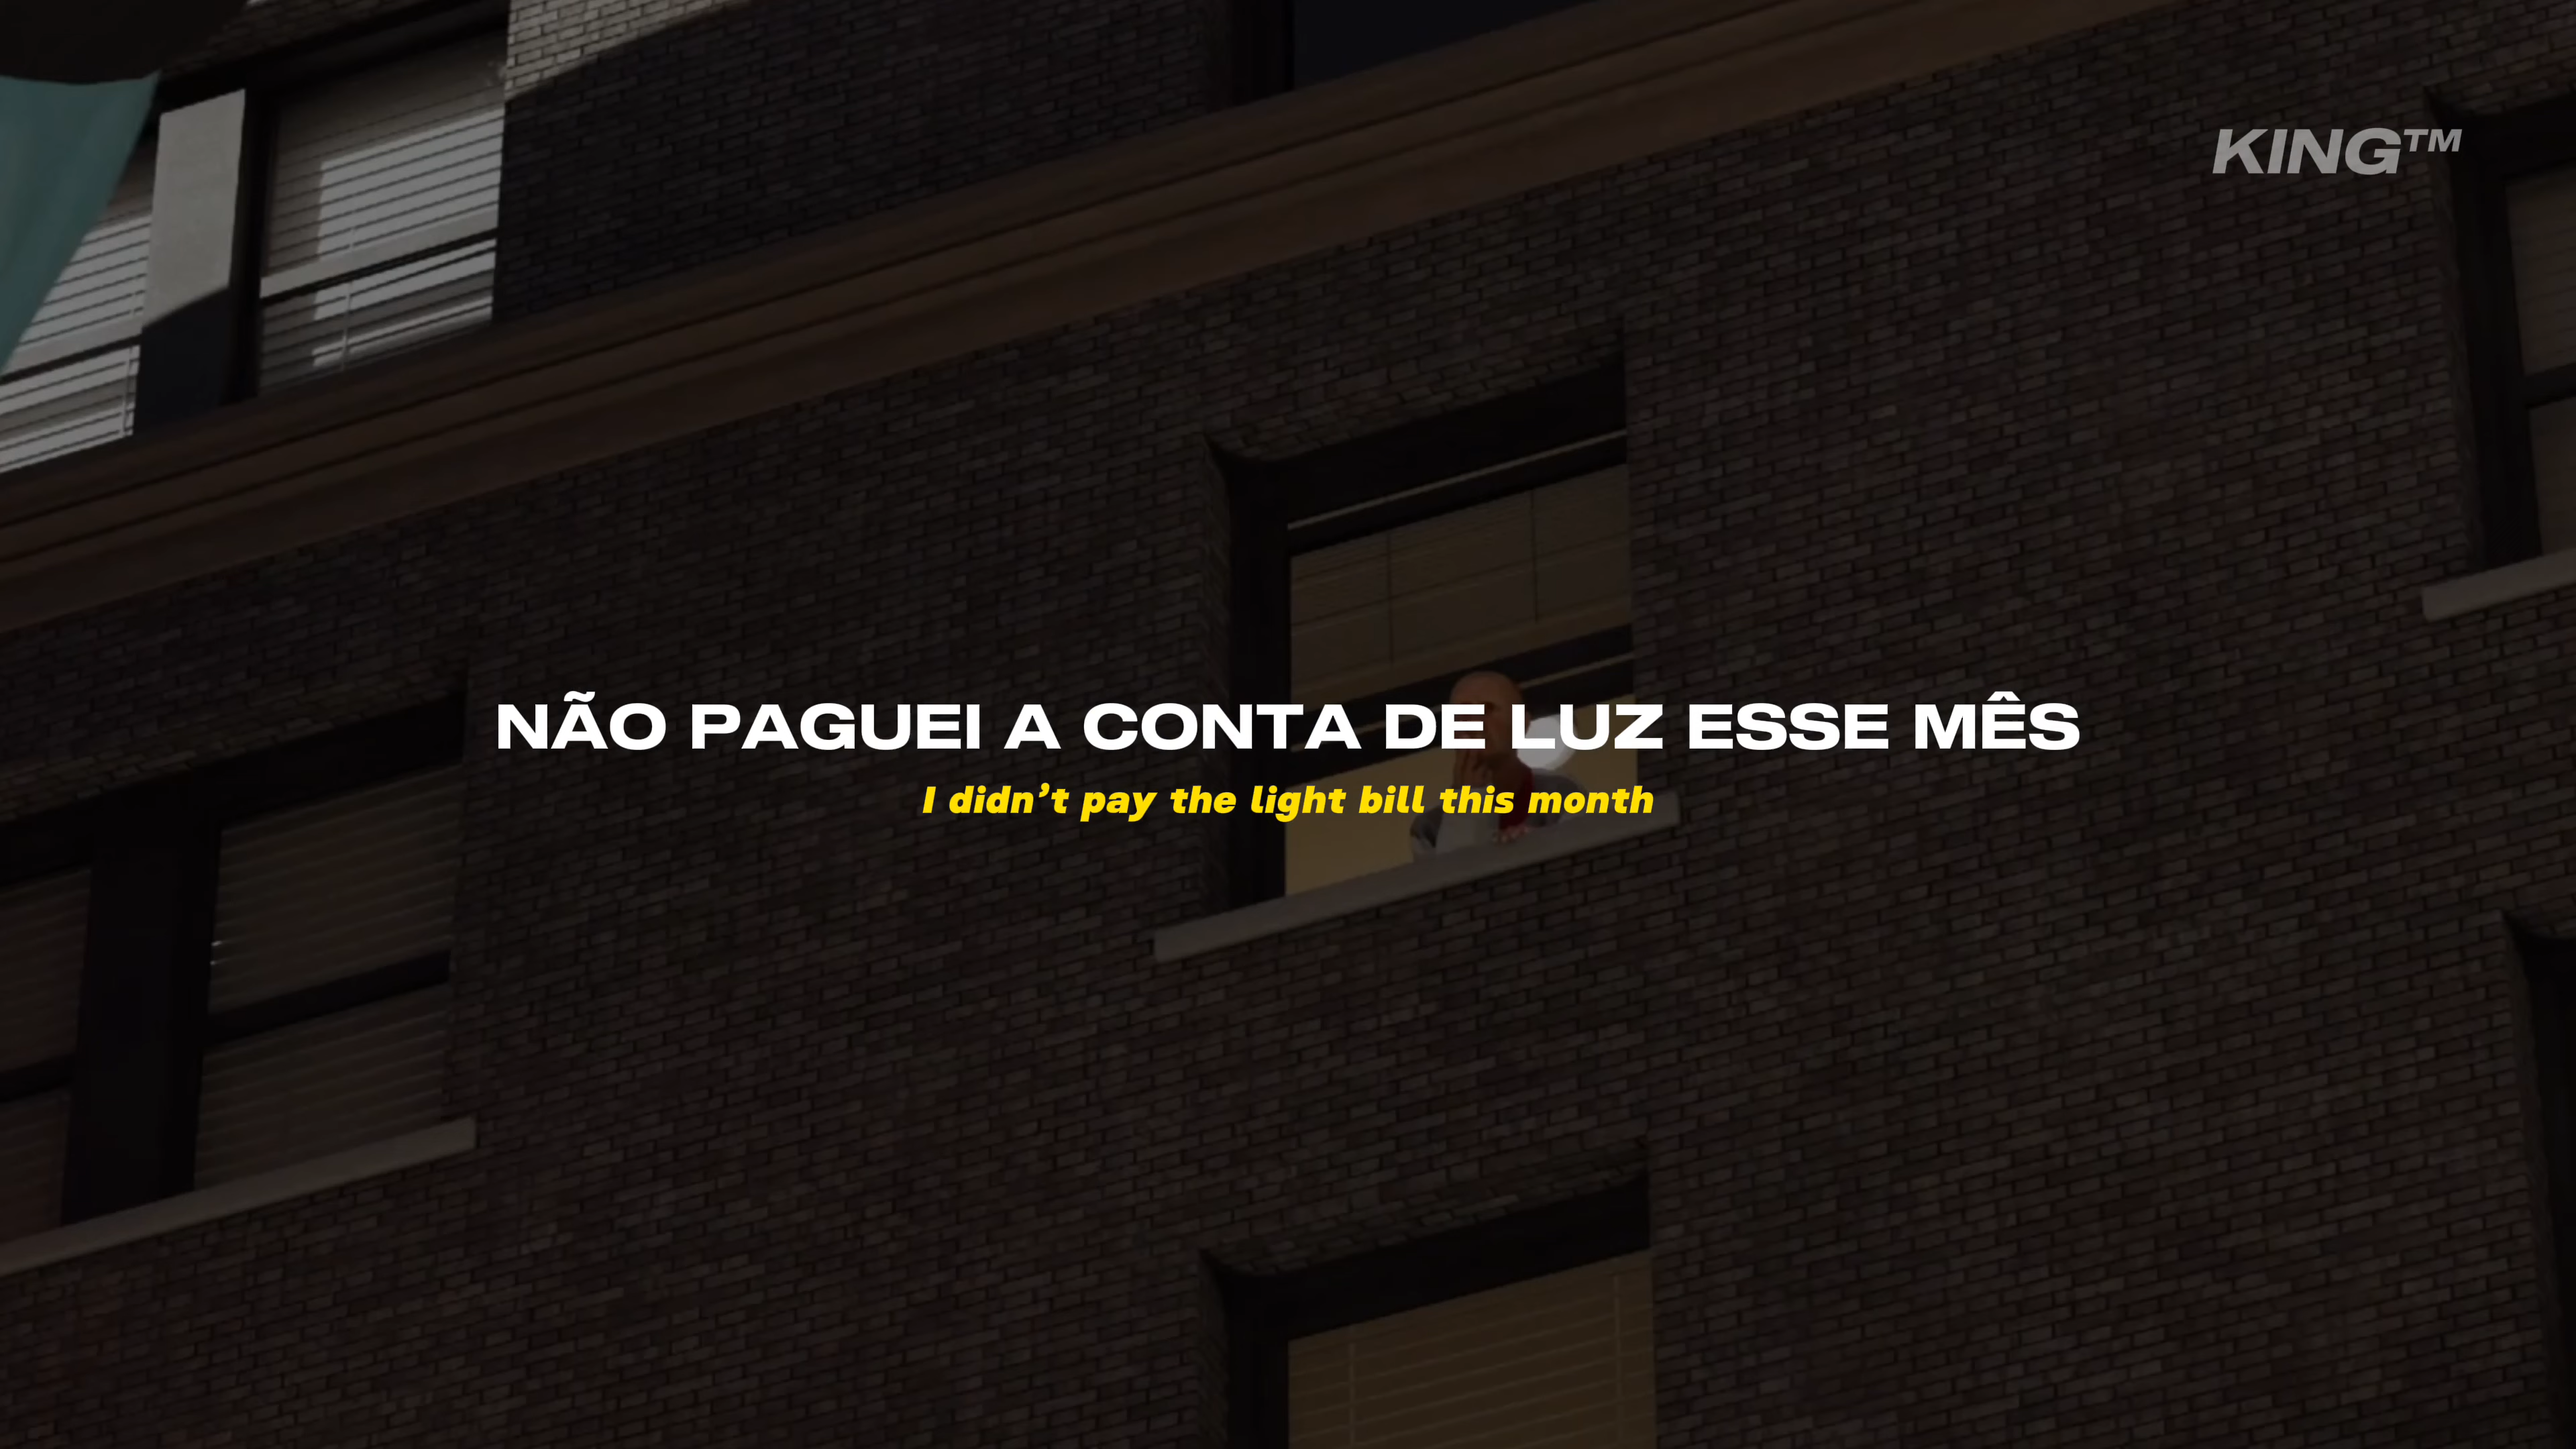 KING™
NÃO PAGUEI A CONTA DE LUZ ESSE MÊS
I didn’t pay the light bill this month